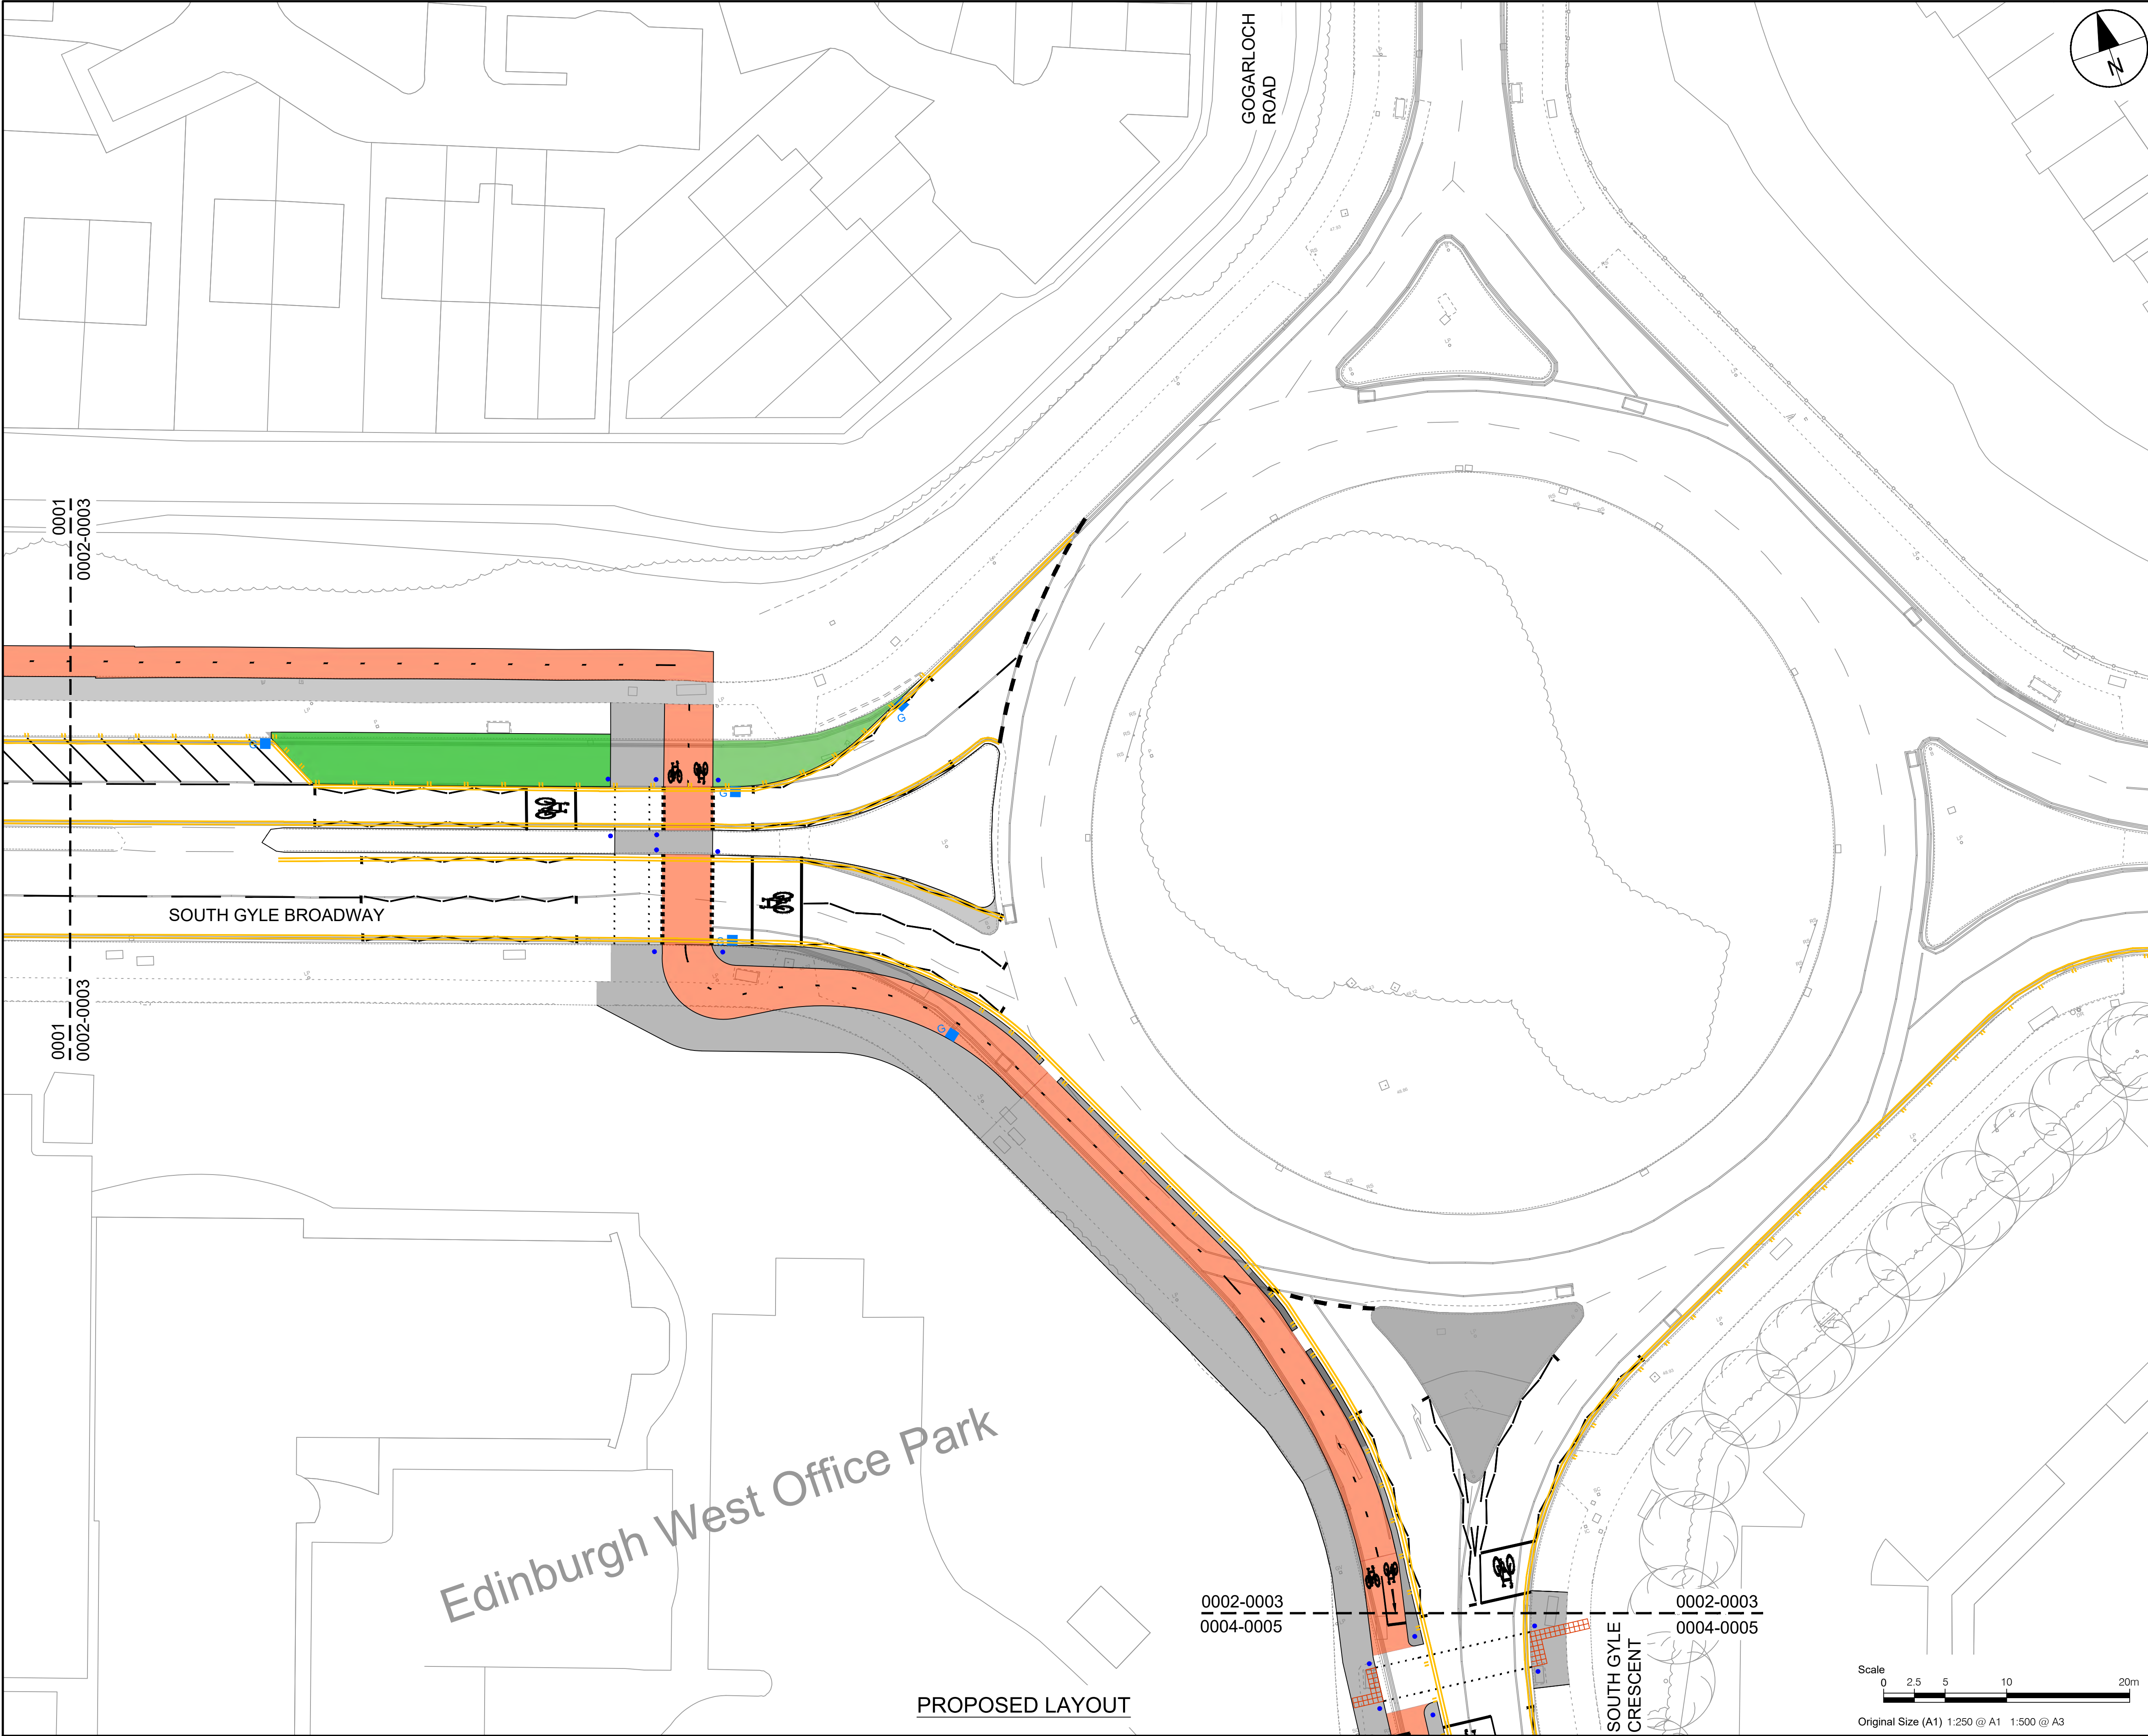 GOGARLOCH
ROAD
N
0001
0002-0003
G
G
G
SOUTH GYLE BROADWAY
G
0001
0002-0003
G
Edinburgh West Office Park
0002-0003
0004-0005
0002-0003
0004-0005
SOUTH GYLE
CRESCENT
PROPOSED LAYOUT
Scale
0 2.5 5 10 20m
Original Size (A1) 1:250 @ A1 1:500 @ A3